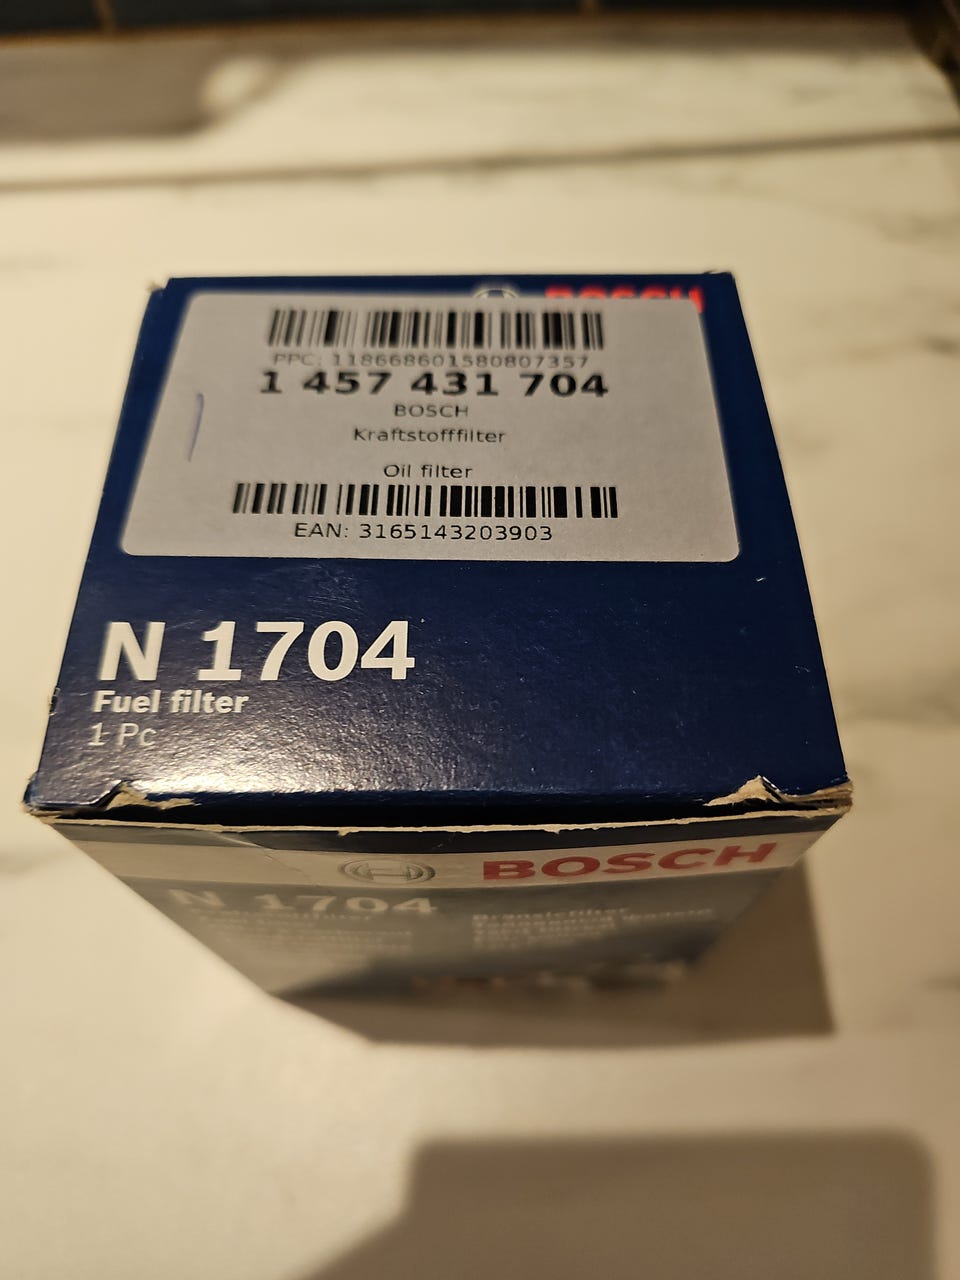 BOSCH
PPC: 118668601580807357
1 457 431 704
BOSCH
Kraftstofffilter
Oil filter
EAN: 3165143203903
N 1704
Fuel filter
1 Pc
BOSCH
N 1704